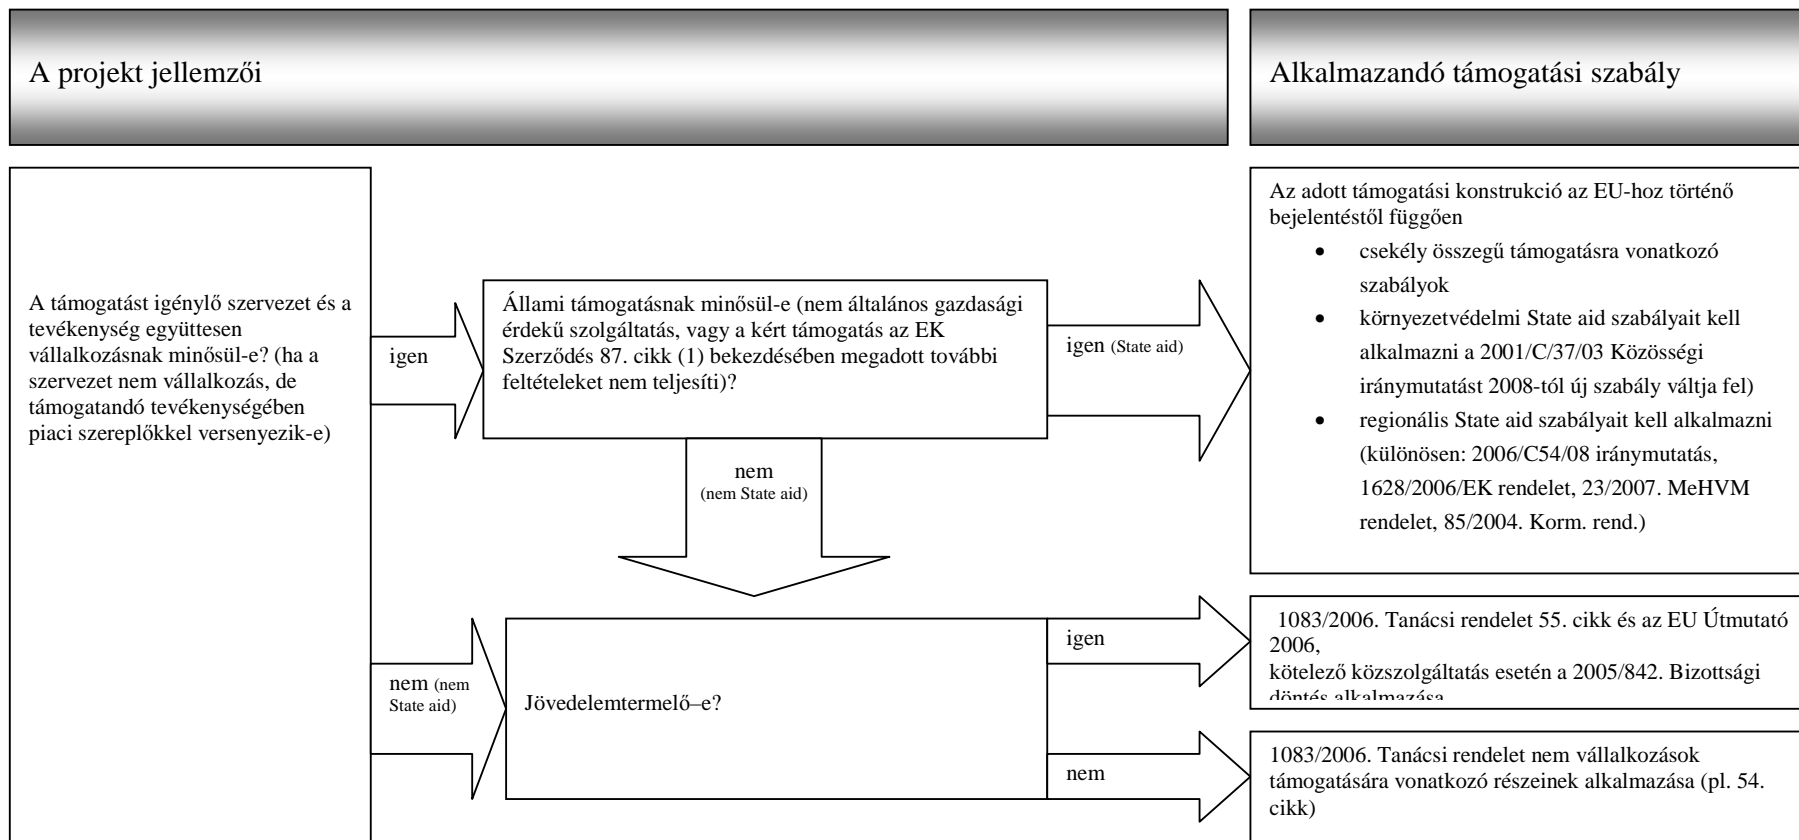 A projekt jellemzői
Alkalmazandó támogatási szabály
A támogatást igénylő szervezet és a
tevékenység együttesen
vállalkozásnak minősül-e? (ha a
szervezet nem vállalkozás, de
támogatandó tevékenységében
piaci szereplőkkel versenyezik-e)
igen
Állami támogatásnak minősül-e (nem általános gazdasági
érdekű szolgáltatás, vagy a kért támogatás az EK
Szerződés 87. cikk (1) bekezdésében megadott további
feltételeket nem teljesíti)?
igen (State aid)
Az adott támogatási konstrukció az EU-hoz történő
bejelentéstől függően
• csekély összegű támogatásra vonatkozó
szabályok
• környezetvédelmi State aid szabályait kell
alkalmazni a 2001/C/37/03 Közösségi
iránymutatást 2008-tól új szabály váltja fel)
• regionális State aid szabályait kell alkalmazni
(különösen: 2006/C54/08 iránymutatás,
1628/2006/EK rendelet, 23/2007. MeHVM
rendelet, 85/2004. Korm. rend.)
nem
(nem State aid)
nem (nem
State aid)
Jövedelemtermelő–e?
igen
1083/2006. Tanácsi rendelet 55. cikk és az EU Útmutató
2006,
kötelező közszolgáltatás esetén a 2005/842. Bizottsági
döntés alkalmazása
nem
1083/2006. Tanácsi rendelet nem vállalkozások
támogatására vonatkozó részeinek alkalmazása (pl. 54.
cikk)